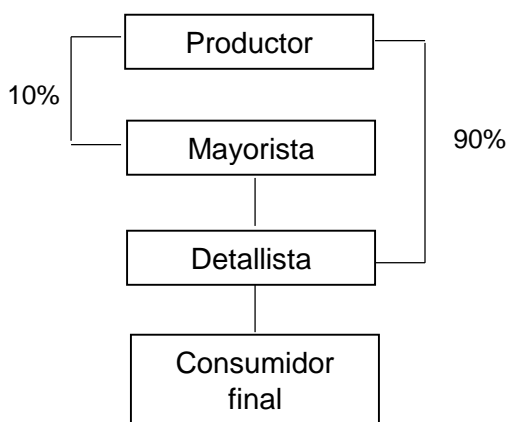 Productor
10%
Mayorista
90%
Detallista
Consumidor
final